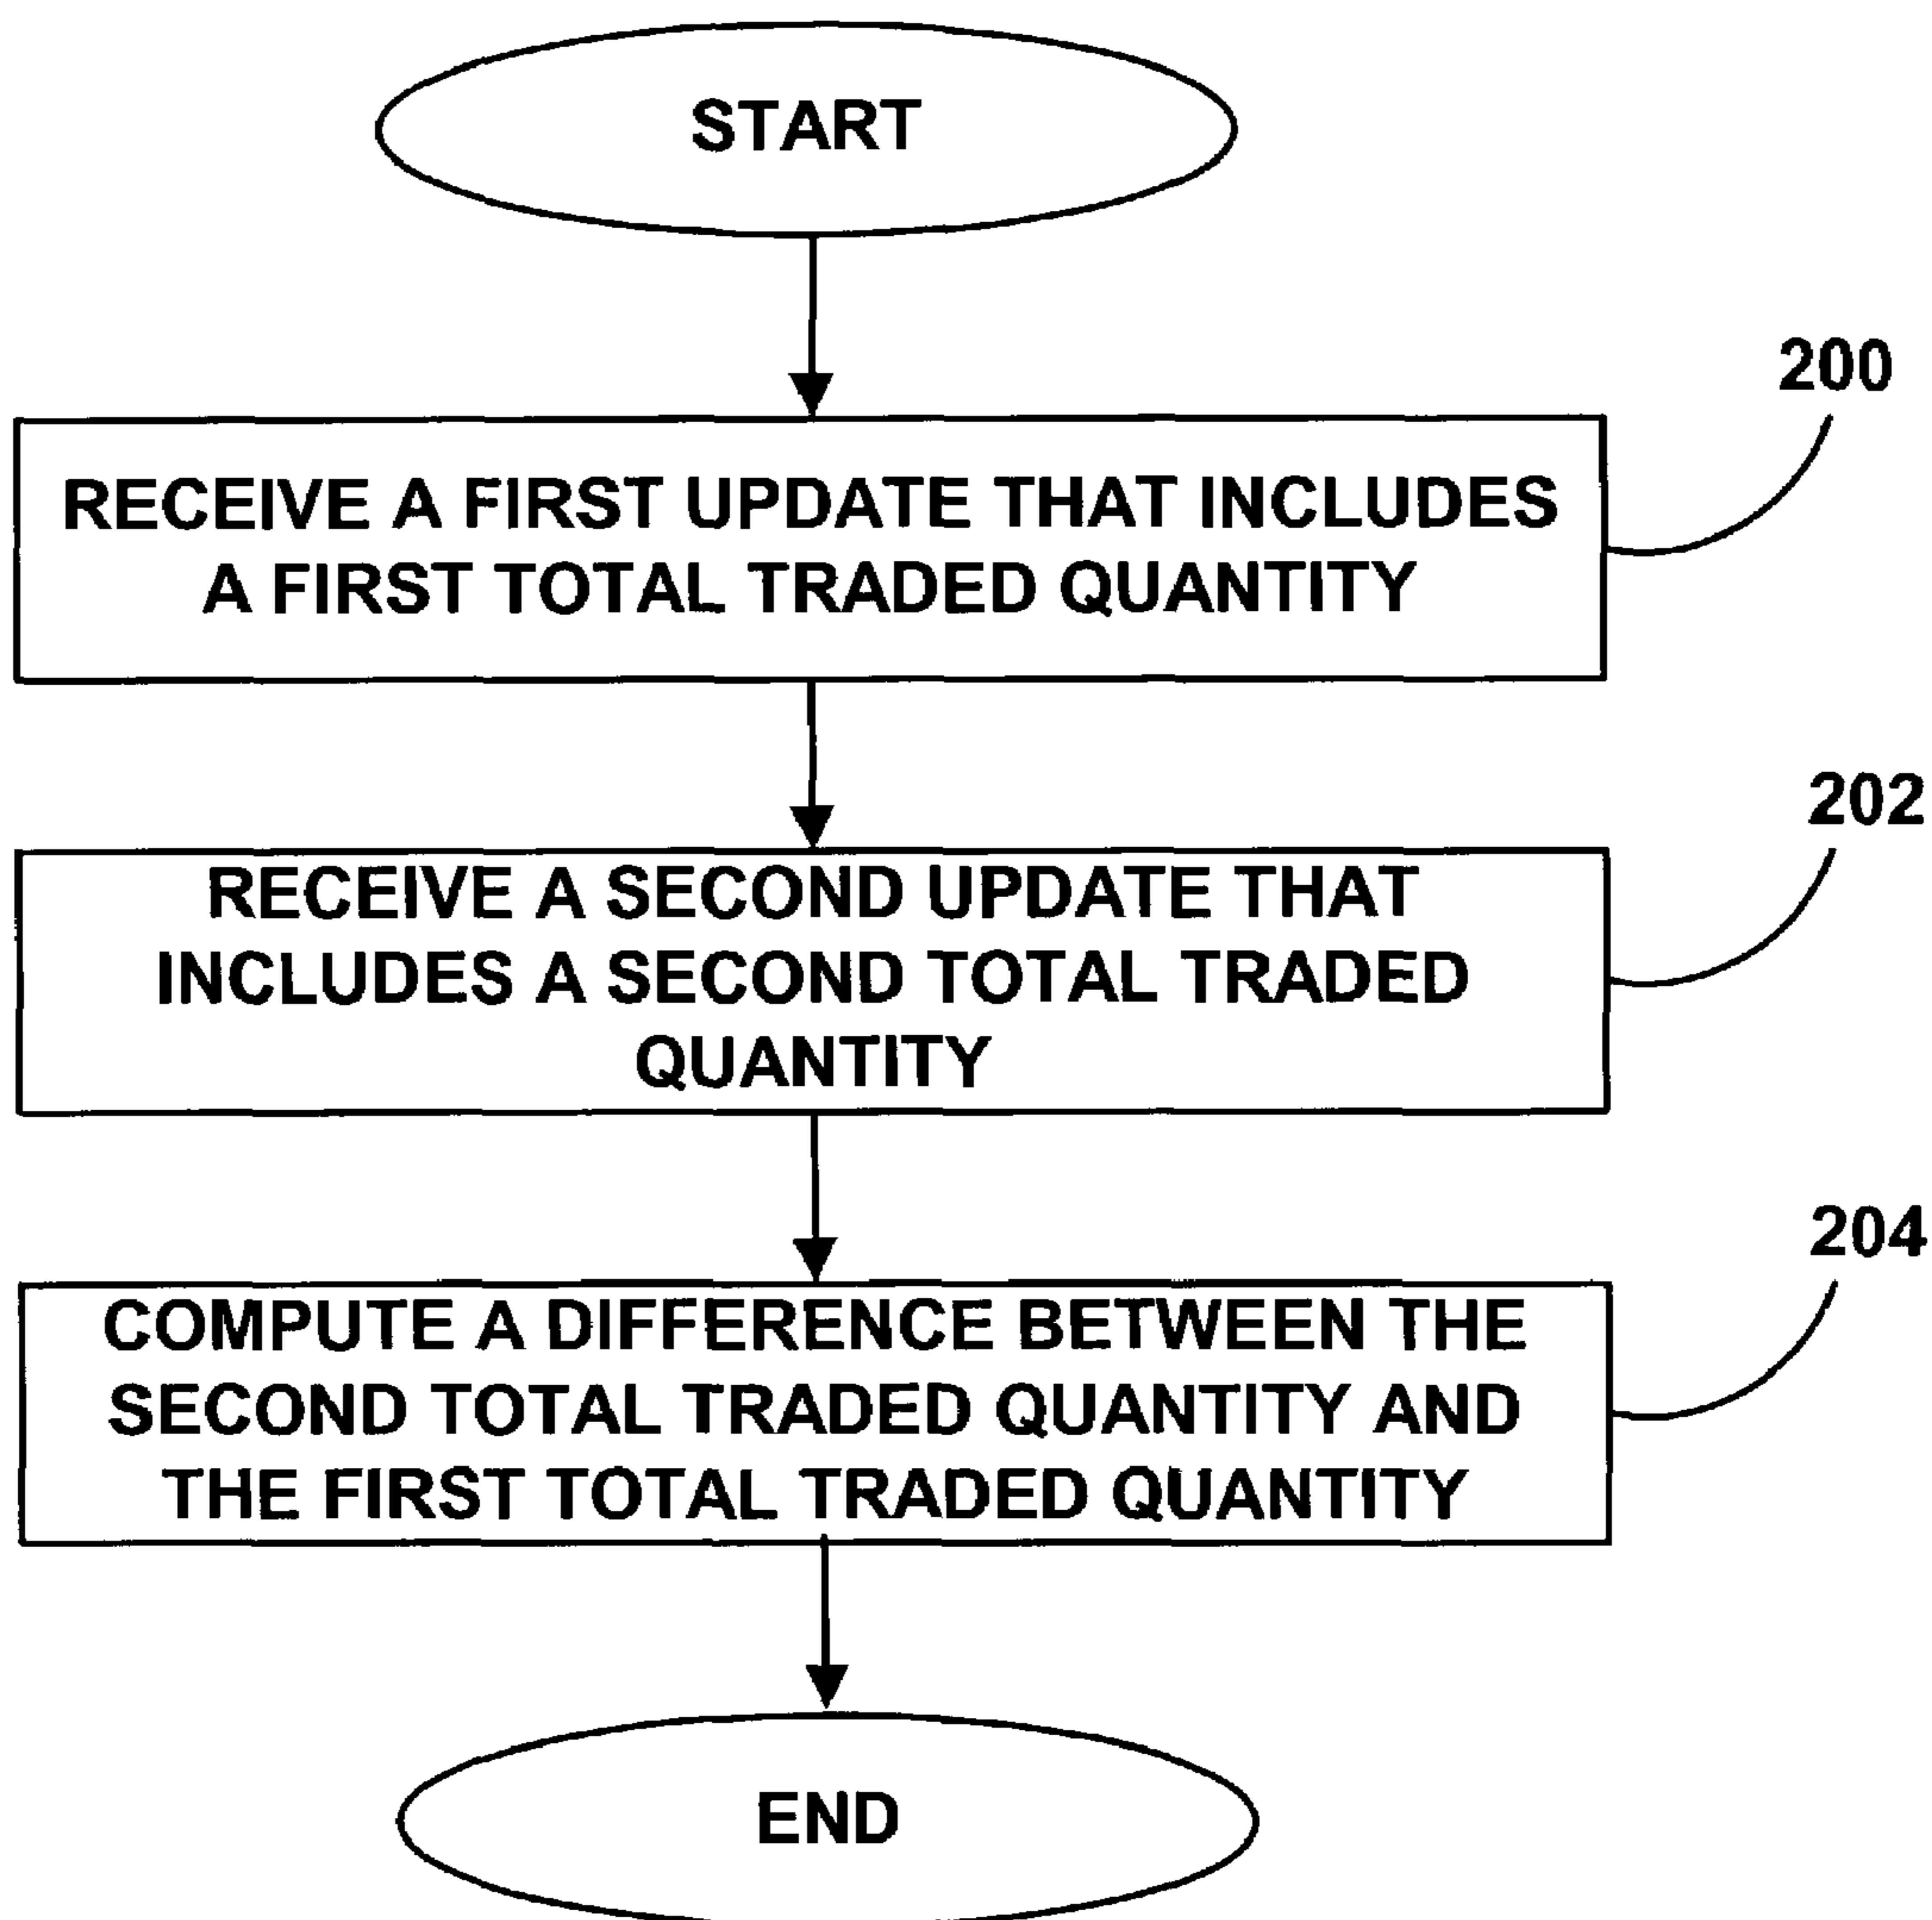 START
200
RECEIVE A FIRST UPDATE THAT INCLUDES
A FIRST TOTAL TRADED QUANTITY
202
RECEIVE A SECOND UPDATE THAT
INCLUDES A SECOND TOTAL TRADED
QUANTITY
204
COMPUTE A DIFFERENCE BETWEEN THE
SECOND TOTAL TRADED QUANTITY AND
THE FIRST TOTAL TRADED QUANTITY
END